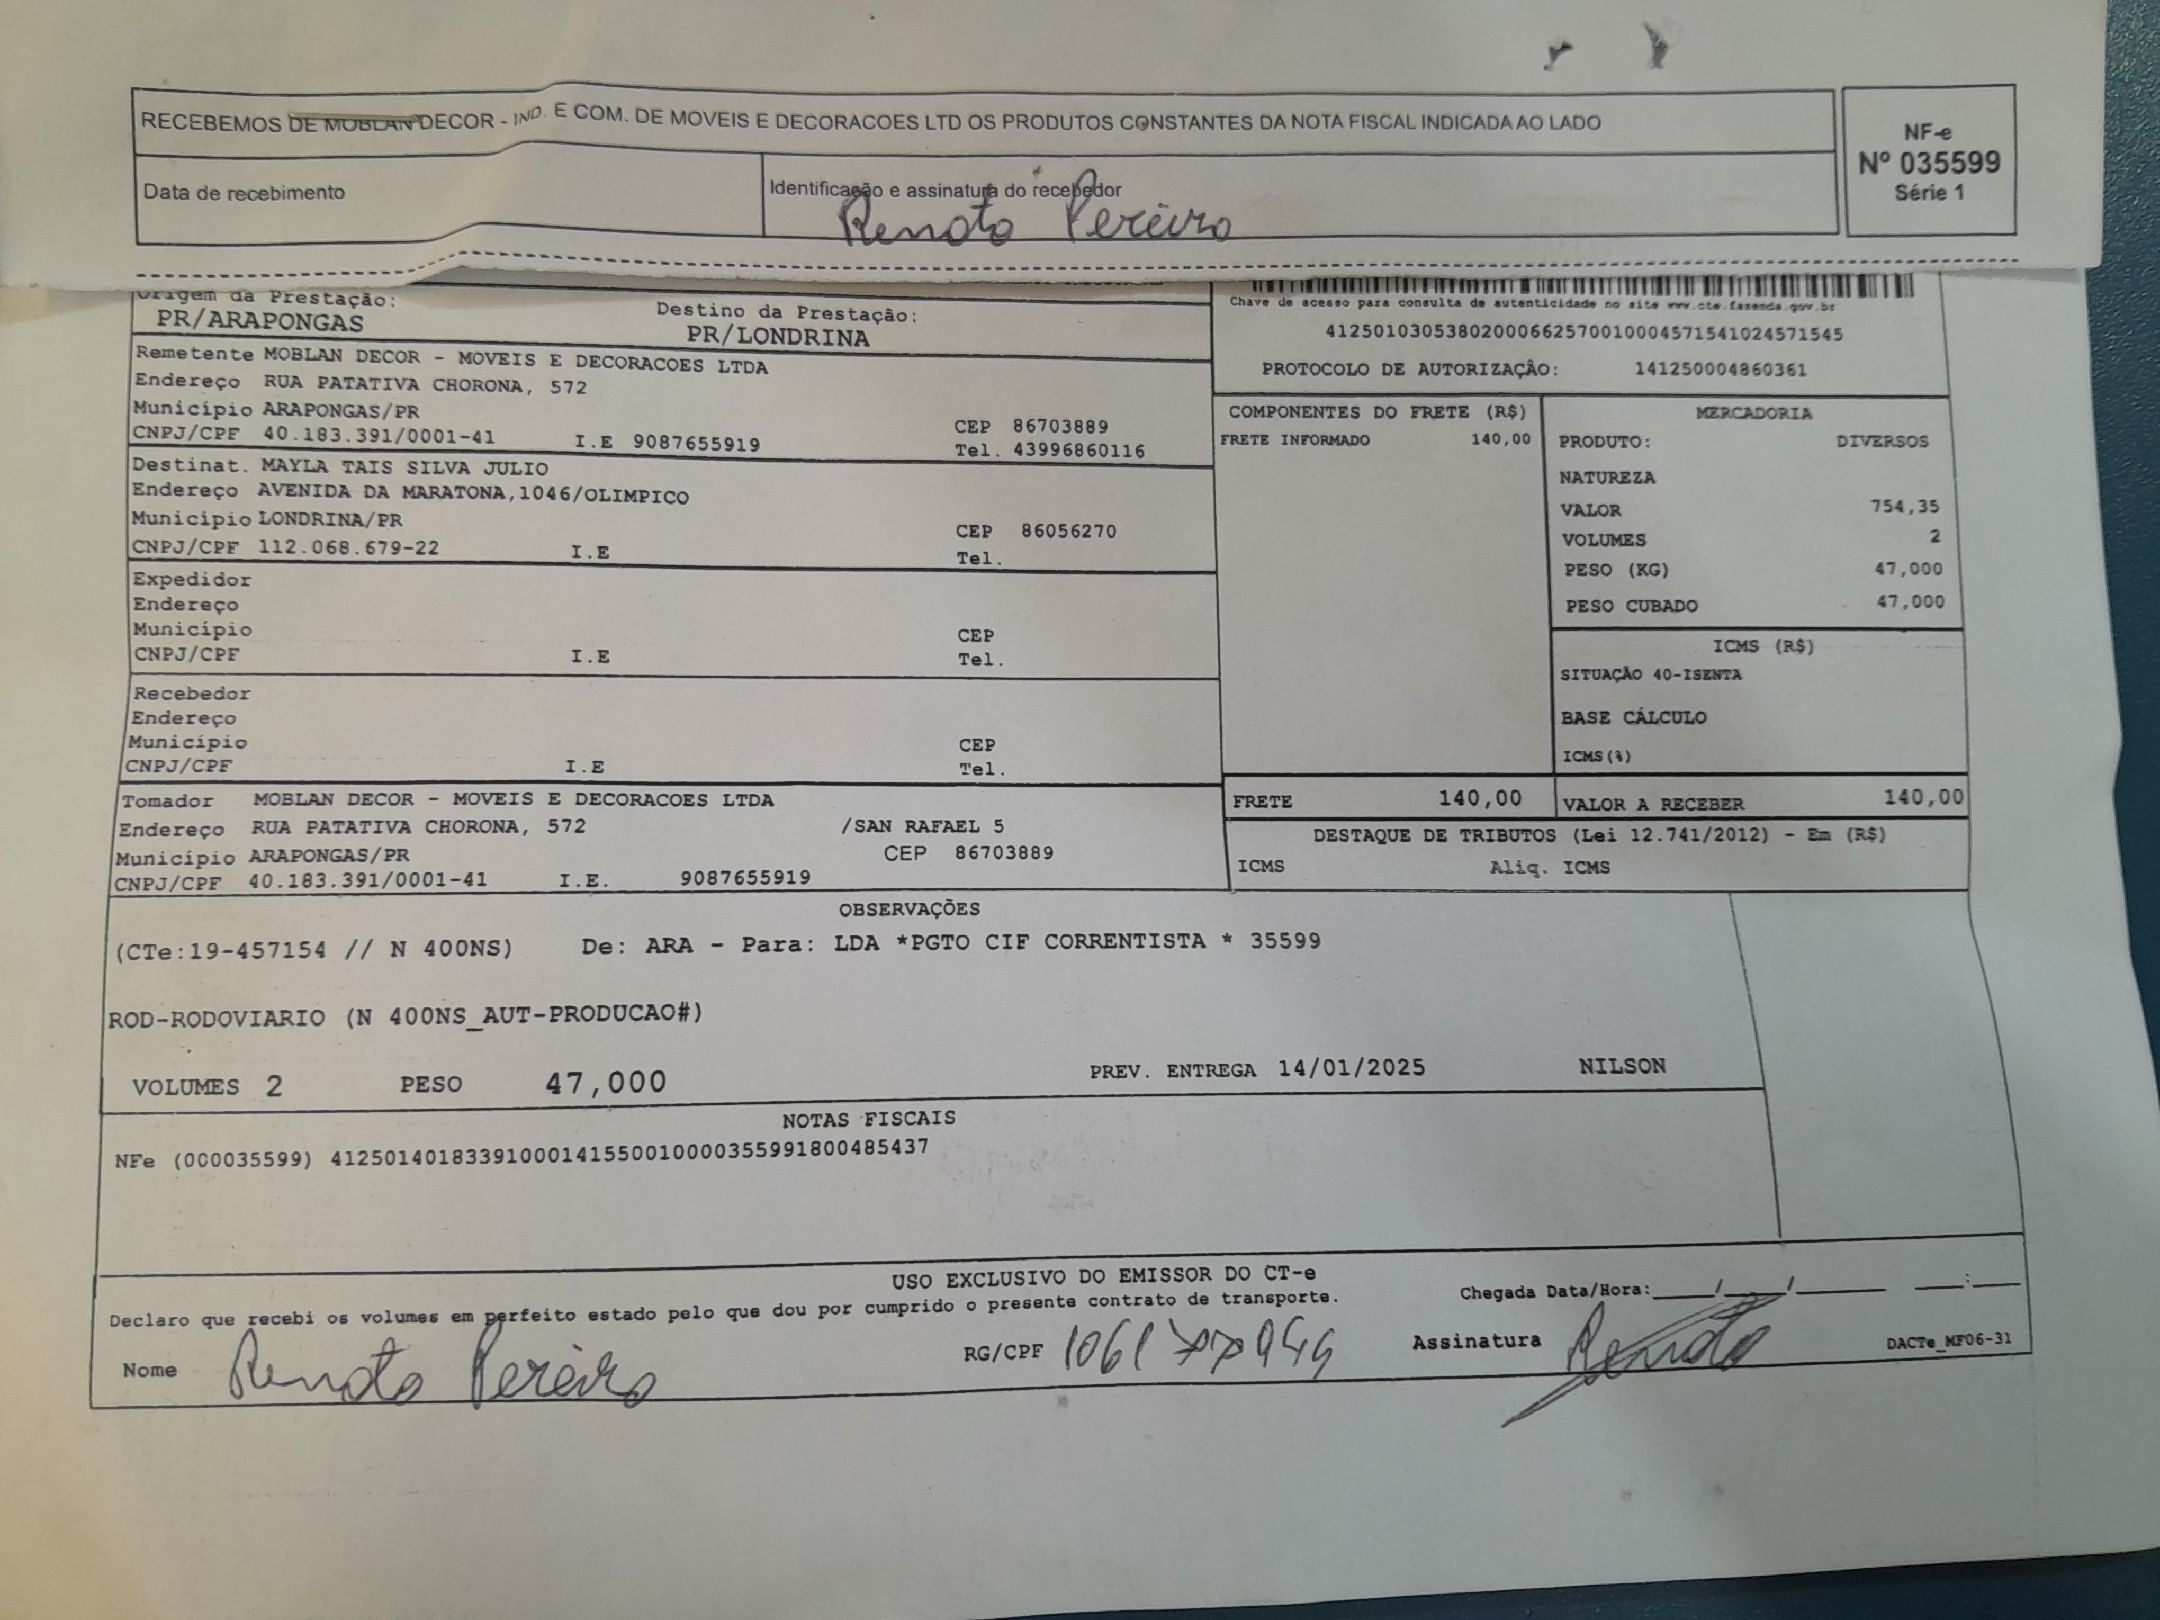 RECEBEMOS DE MOBLAN DECOR - IND. E COM. DE MOVEIS E DECORACOES LTD OS PRODUTOS CONSTANTES DA NOTA FISCAL INDICADA AO LADO
NF-e
Nº 035599
Série 1
Data de recebimento
Identificação e assinatura do recebedor
Renato Pereira
Origem da Prestação:
PR/ARAPONGAS
Destino da Prestação:
PR/LONDRINA
Chave de acesso para consulta de autenticidade no site www.cte.fazenda.gov.br
41250103053802000662570010004571541024571545
PROTOCOLO DE AUTORIZAÇÂO: 141250004860361
Remetente MOBLAN DECOR - MOVEIS E DECORACOES LTDA
Endereço RUA PATATIVA CHORONA, 572
Município ARAPONGAS/PR CEP 86703889
CNPJ/CPF 40.183.391/0001-41 I.E 9087655919 Tel. 43996860116
Destinat. MAYLA TAIS SILVA JULIO
Endereço AVENIDA DA MARATONA,1046/OLIMPICO
Município LONDRINA/PR CEP 86056270
CNPJ/CPF 112.068.679-22 I.E Tel.
Expedidor
Endereço
Município CEP
CNPJ/CPF I.E Tel.
Recebedor
Endereço
Município CEP
CNPJ/CPF I.E Tel.
Tomador MOBLAN DECOR - MOVEIS E DECORACOES LTDA
Endereço RUA PATATIVA CHORONA, 572 /SAN RAFAEL 5
Município ARAPONGAS/PR CEP 86703889
CNPJ/CPF 40.183.391/0001-41 I.E. 9087655919
COMPONENTES DO FRETE (R$)
FRETE INFORMADO 140,00
MERCADORIA
PRODUTO: DIVERSOS
NATUREZA
VALOR 754,35
VOLUMES 2
PESO (KG) 47,000
PESO CUBADO 47,000
ICMS (R$)
SITUAÇÃO 40-ISENTA
BASE CÁLCULO
ICMS(%)
FRETE 140,00 VALOR A RECEBER 140,00
DESTAQUE DE TRIBUTOS (Lei 12.741/2012) - Em (R$)
ICMS Aliq. ICMS
OBSERVAÇÕES
(CTe:19-457154 // N 400NS) De: ARA - Para: LDA *PGTO CIF CORRENTISTA * 35599
ROD-RODOVIARIO (N 400NS_AUT-PRODUCAO#)
VOLUMES 2 PESO 47,000 PREV. ENTREGA 14/01/2025 NILSON
NOTAS FISCAIS
NFe (000035599) 41250140183391000141550010000355991800485437
USO EXCLUSIVO DO EMISSOR DO CT-e
Declaro que recebi os volumes em perfeito estado pelo que dou por cumprido o presente contrato de transporte.
Chegada Data/Hora:____/____/______ ___:___
Nome Renato Pereira RG/CPF Assinatura Renato DACTe_MF06-31